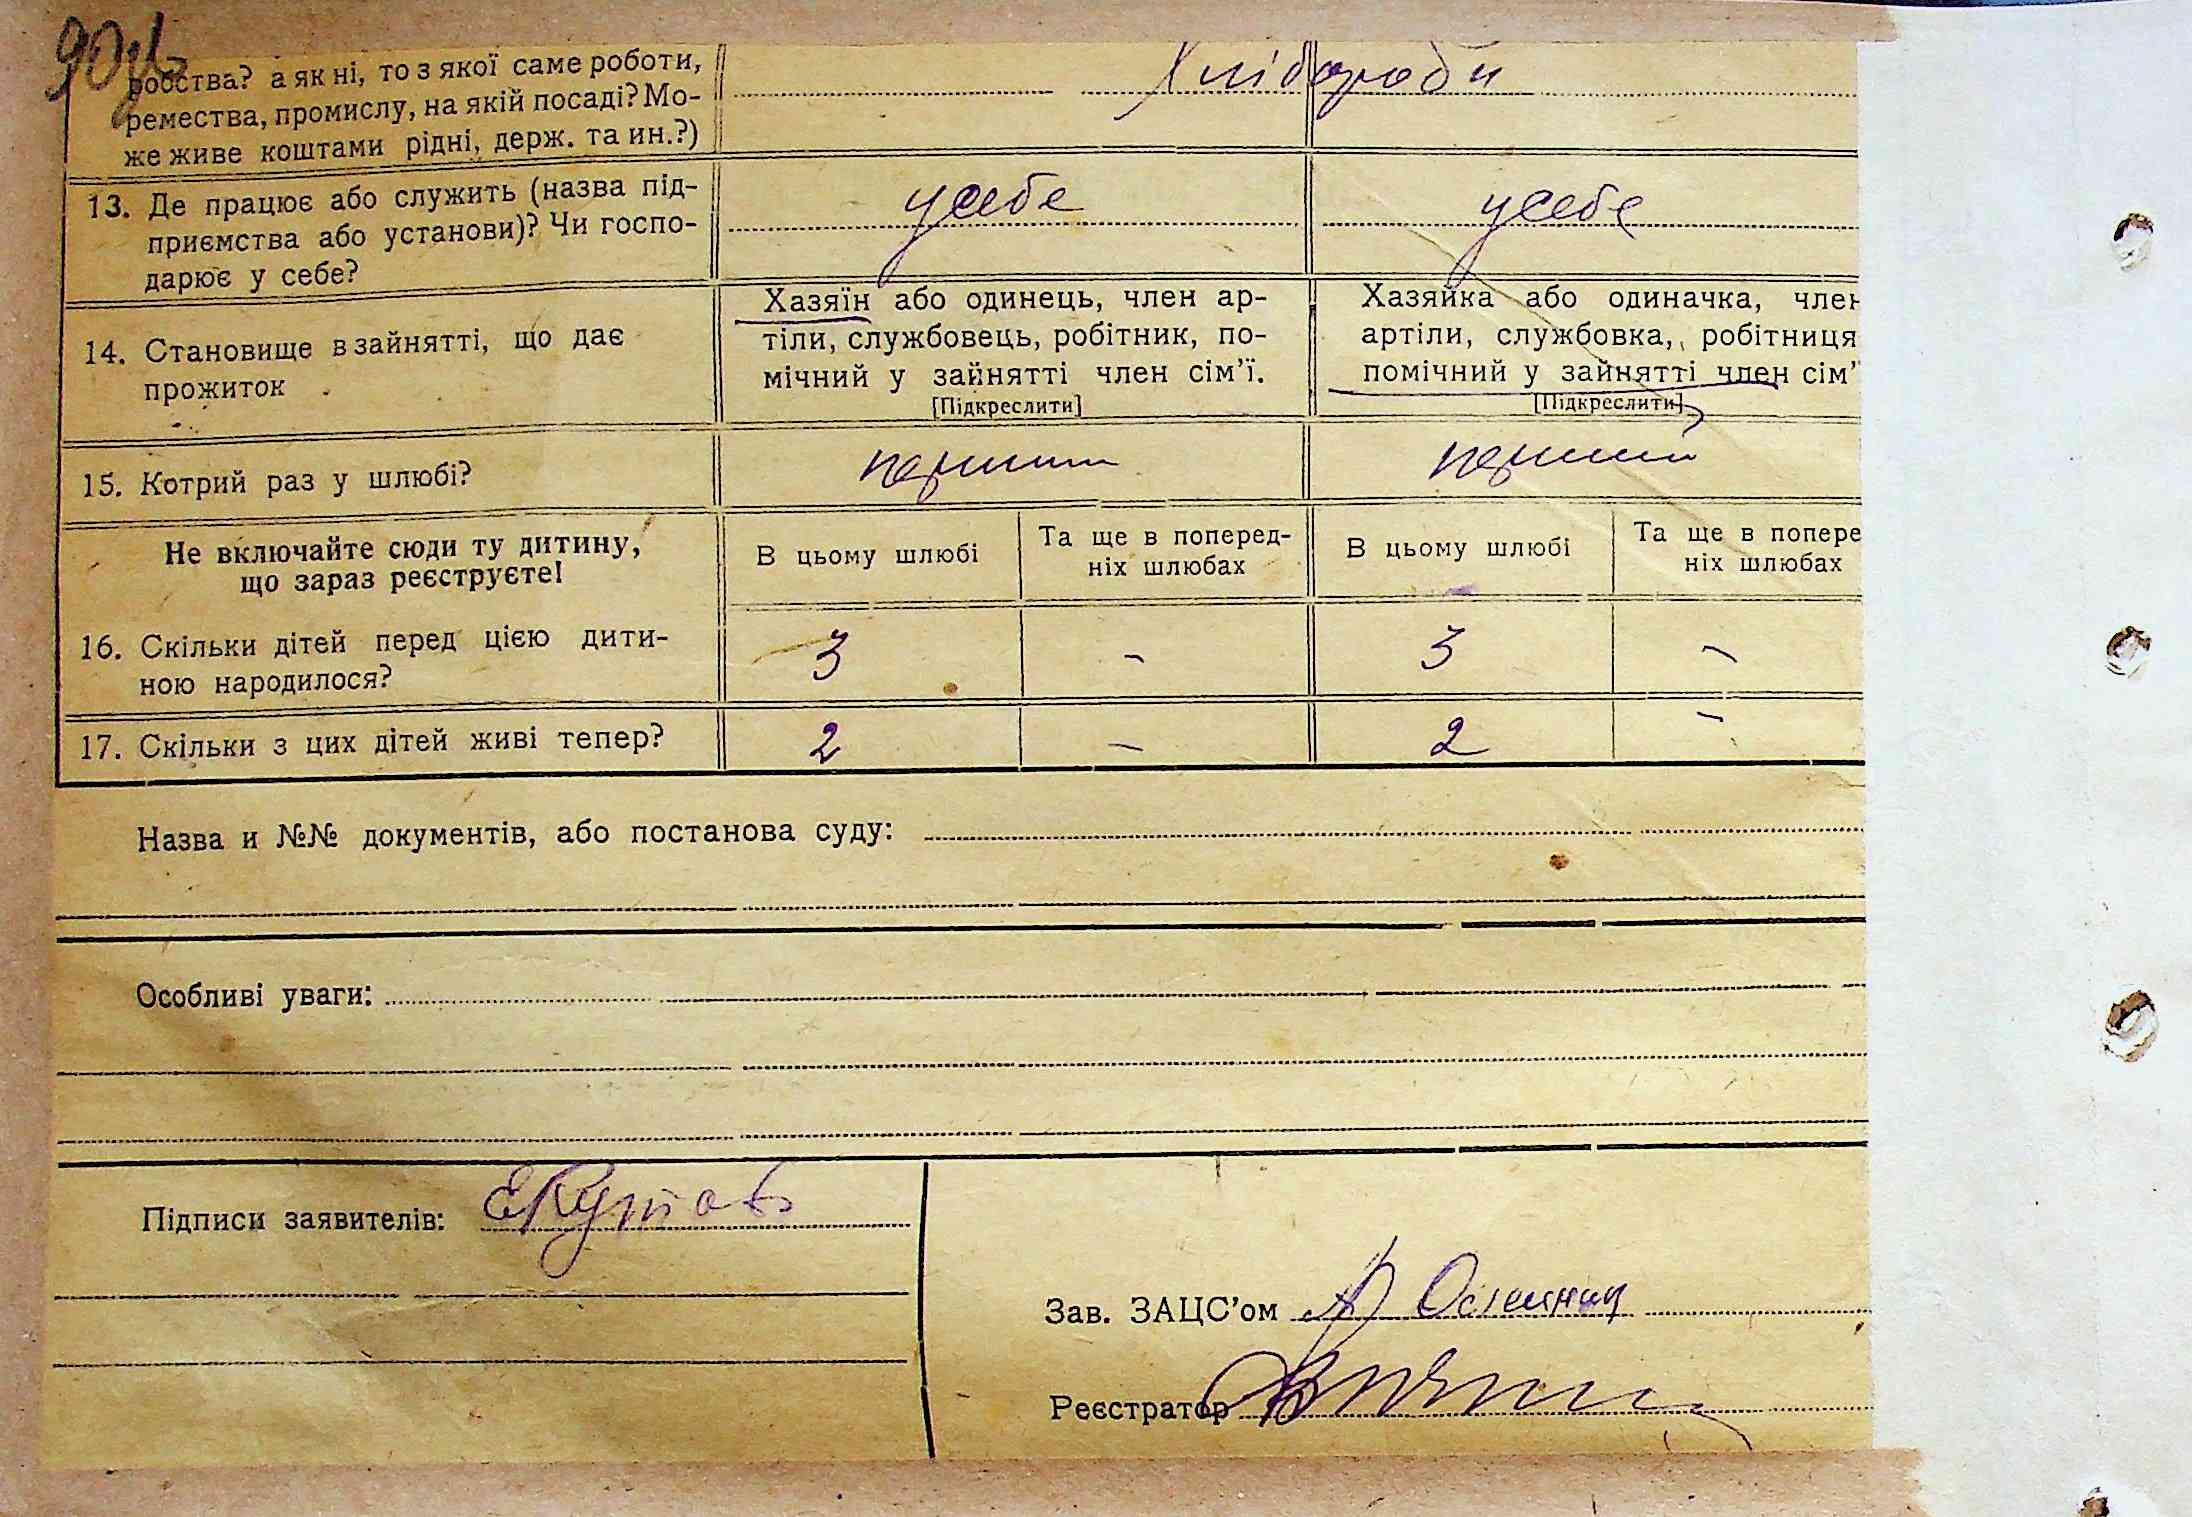 90 зв
робства? а як ні, то з якої саме роботи,
ремества, промислу, на якій посаді? Мо-
же живе коштами рідні, держ. та ин.?)
Хлібороби
13. Де працює або служить (назва під-
приємства або установи)? Чи госпо-
дарює у себе?
у себе
у себе
14. Становище в зайнятті, що дає
прожиток
Хазяїн або одинець, член ар-
тіли, службовець, робітник, по-
мічний у зайнятті член сім'ї.
[Підкреслити]
Хазяйка або одиначка, член
артіли, службовка, робітниця
помічний у зайнятті член сім'
[Підкреслити]
15. Котрий раз у шлюбі?
перший
перший
Не включайте сюди ту дитину,
що зараз реєструєте!
В цьому шлюбі
Та ще в поперед-
ніх шлюбах
В цьому шлюбі
Та ще в попере
ніх шлюбах
16. Скільки дітей перед цією дити-
ною народилося?
3 - 3 -
17. Скільки з цих дітей живі тепер?
2 - 2 -
Назва и №№ документів, або постанова суду:
Особливі уваги:
Підписи заявителів:
Зав. ЗАЦС'ом
Реєстратор